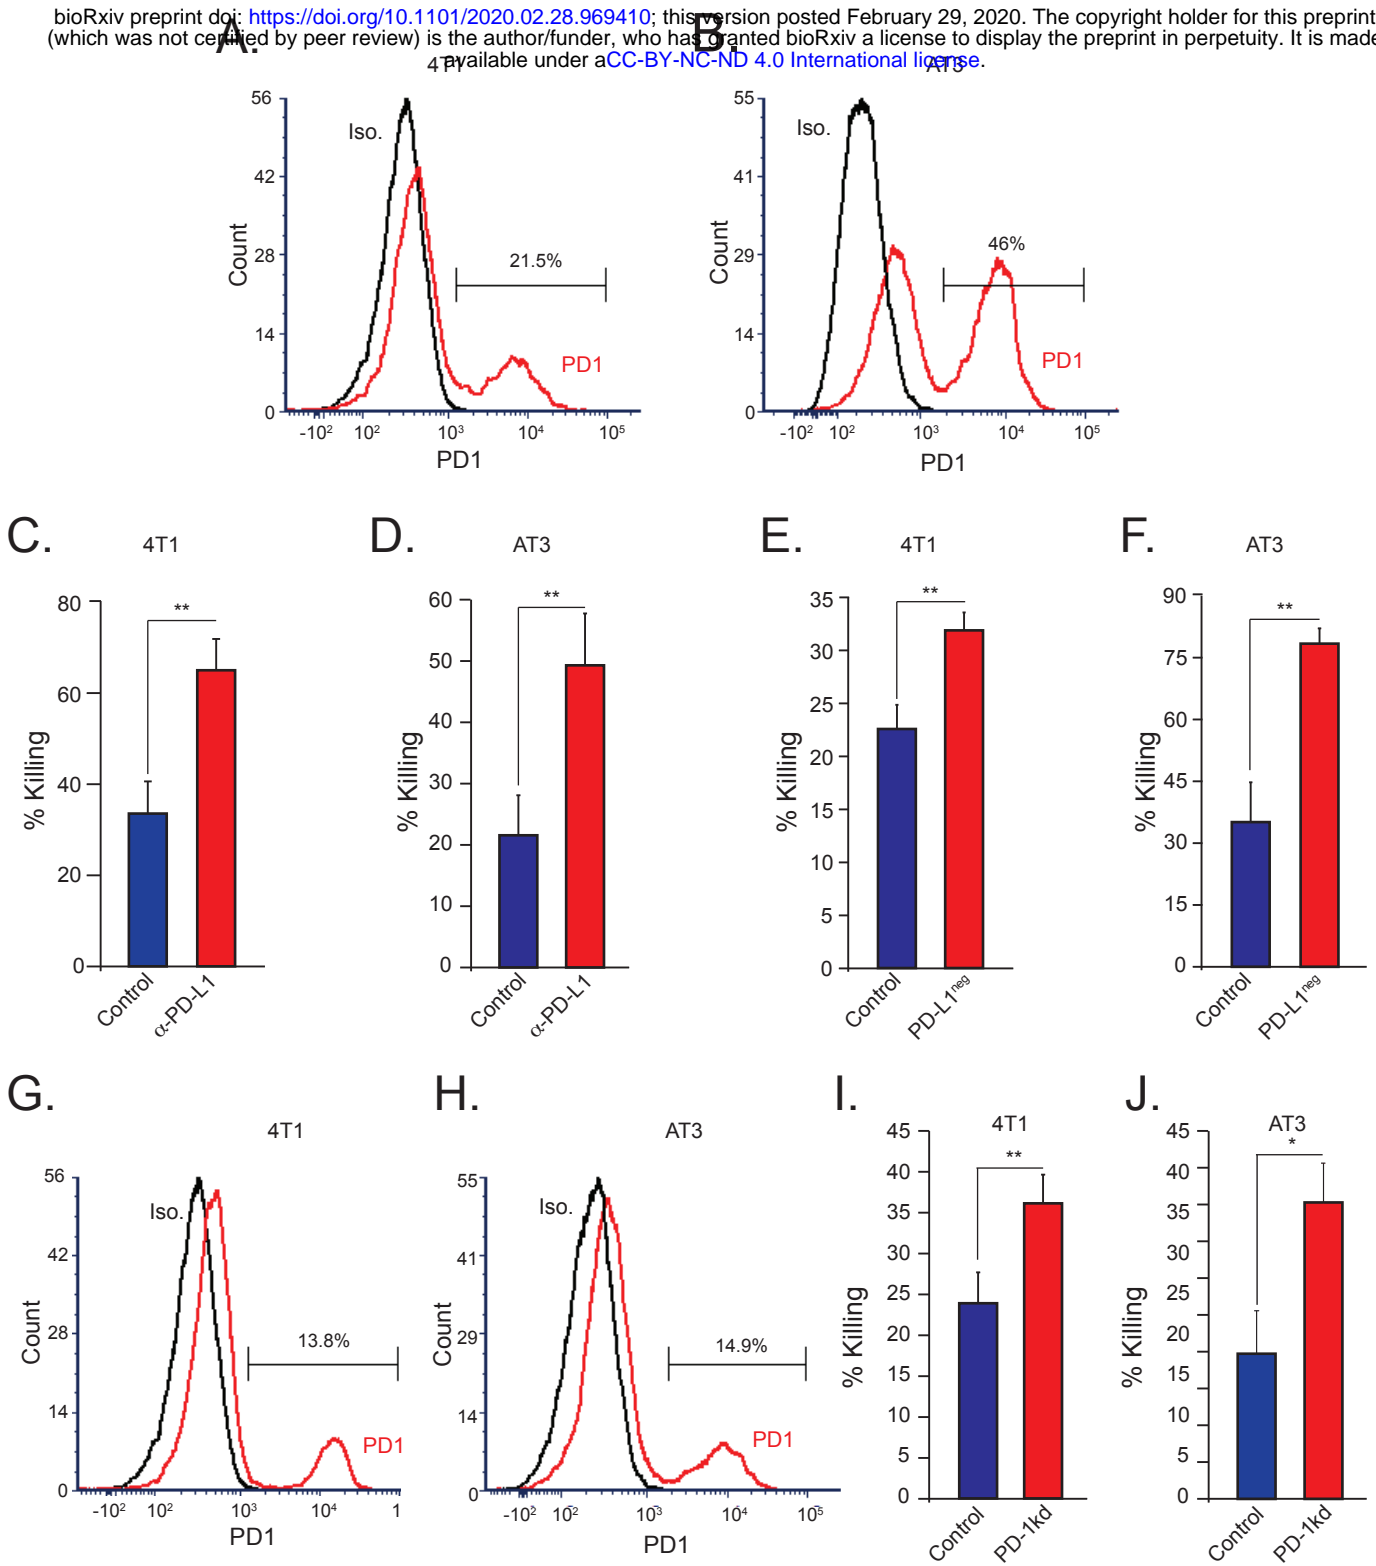 bioRxiv preprint doi: https://doi.org/10.1101/2020.02.28.969410; this version posted February 29, 2020. The copyright holder for this preprint
(which was not certified by peer review) is the author/funder, who has granted bioRxiv a license to display the preprint in perpetuity. It is made
available under aCC-BY-NC-ND 4.0 International license.
A. B.
4T1 AT3
56
42
28
14
0
Count
Iso.
21.5%
PD1
-10² 10² 10³ 10⁴ 10⁵
PD1
55
41
29
14
0
Count
Iso.
46%
PD1
-10² 10² 10³ 10⁴ 10⁵
PD1
C.
4T1
80
60
40
20
0
% Killing
**
Control α-PD-L1
D.
AT3
60
50
40
30
20
10
0
% Killing
**
Control α-PD-L1
E.
4T1
35
30
25
20
15
10
5
0
% Killing
**
Control PD-L1ⁿᵉᵍ
F.
AT3
90
75
60
45
30
15
0
% Killing
**
Control PD-L1ⁿᵉᵍ
G.
4T1
56
42
28
14
0
Count
Iso.
13.8%
PD1
-10² 10² 10³ 10⁴ 1
PD1
H.
AT3
55
41
29
14
0
Count
Iso.
14.9%
PD1
-10² 10² 10³ 10⁴ 10⁵
PD1
I.
4T1
45
40
35
30
25
20
15
10
5
0
% Killing
**
Control PD-1kd
J.
AT3
45
40
35
30
25
20
15
10
5
0
% Killing
*
Control PD-1kd